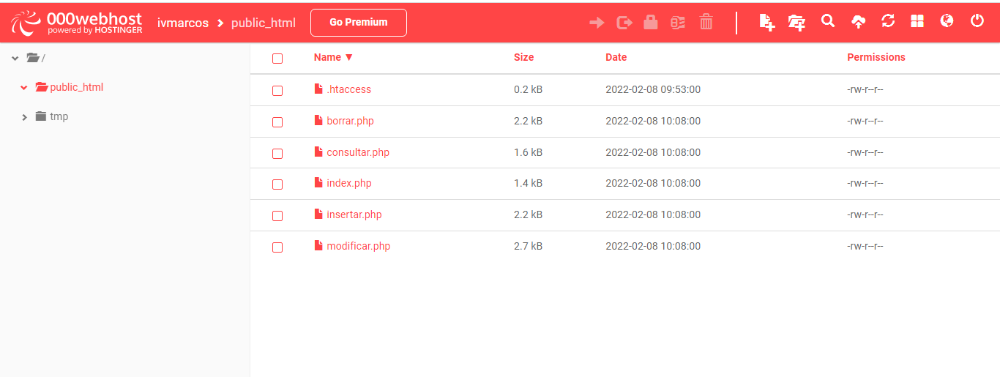 000webhost
powered by HOSTINGER
ivmarcos > public_html
Go Premium
/
public_html
tmp
Name ▼ Size Date Permissions
.htaccess 0.2 kB 2022-02-08 09:53:00 -rw-r--r--
borrar.php 2.2 kB 2022-02-08 10:08:00 -rw-r--r--
consultar.php 1.6 kB 2022-02-08 10:08:00 -rw-r--r--
index.php 1.4 kB 2022-02-08 10:08:00 -rw-r--r--
insertar.php 2.2 kB 2022-02-08 10:08:00 -rw-r--r--
modificar.php 2.7 kB 2022-02-08 10:08:00 -rw-r--r--